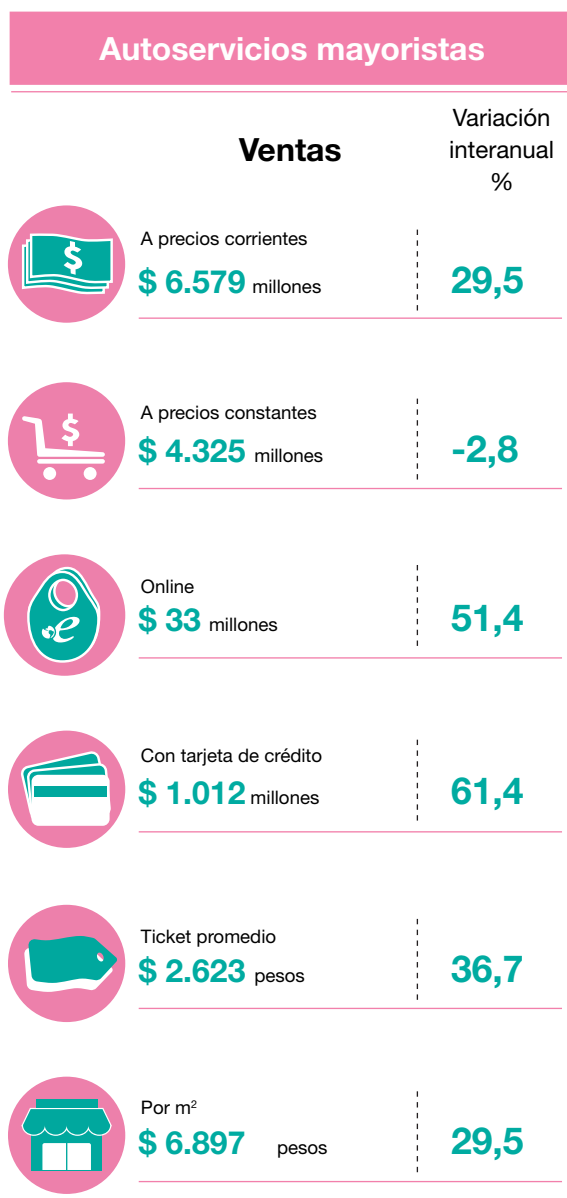 Autoservicios mayoristas
Ventas
Variación
interanual
%
A precios corrientes
$ 6.579 millones
29,5
$
A precios constantes
$ 4.325 millones
-2,8
$
Online
$ 33 millones
51,4
e
Con tarjeta de crédito
$ 1.012 millones
61,4
Ticket promedio
$ 2.623 pesos
36,7
Por m²
$ 6.897 pesos
29,5